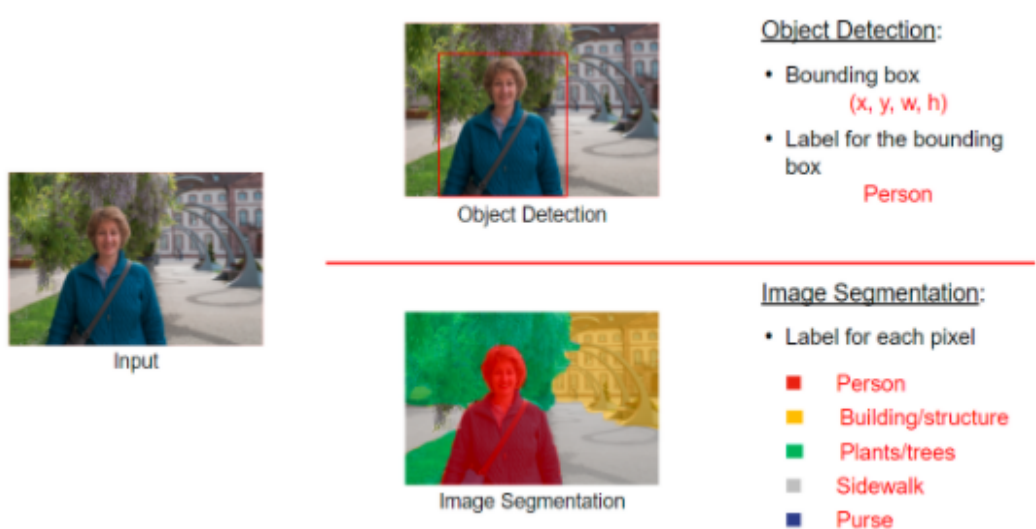 Input
Object Detection
Object Detection:
• Bounding box
(x, y, w, h)
• Label for the bounding
box
Person
Image Segmentation
Image Segmentation:
• Label for each pixel
Person
Building/structure
Plants/trees
Sidewalk
Purse